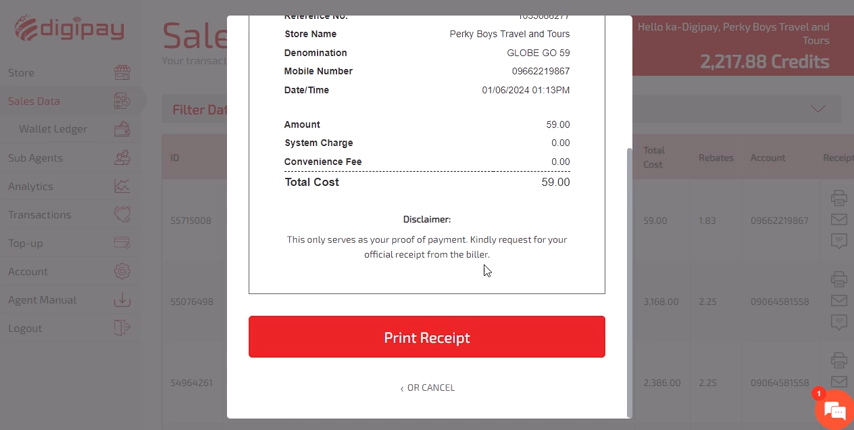 digipay
Sale
Your transact
Hello ka-Digipay, Perky Boys Travel and
Tours
2,217.88 Credits
Store
Sales Data
Wallet Ledger
Sub Agents
Analytics
Transactions
Top-up
Account
Agent Manual
Logout
Filter Dat
ID
Total
Cost
Rebates
Account
Receipt
55715008
59.00
1.83
09662219867
55076498
3,168.00
2.25
09064581558
54964261
2,386.00
2.25
09064581558
Reference No.
1035686277
Store Name
Perky Boys Travel and Tours
Denomination
GLOBE GO 59
Mobile Number
09662219867
Date/Time
01/06/2024 01:13PM
Amount
59.00
System Charge
0.00
Convenience Fee
0.00
Total Cost
59.00
Disclaimer:
This only serves as your proof of payment. Kindly request for your
official receipt from the biller.
Print Receipt
‹ OR CANCEL
1